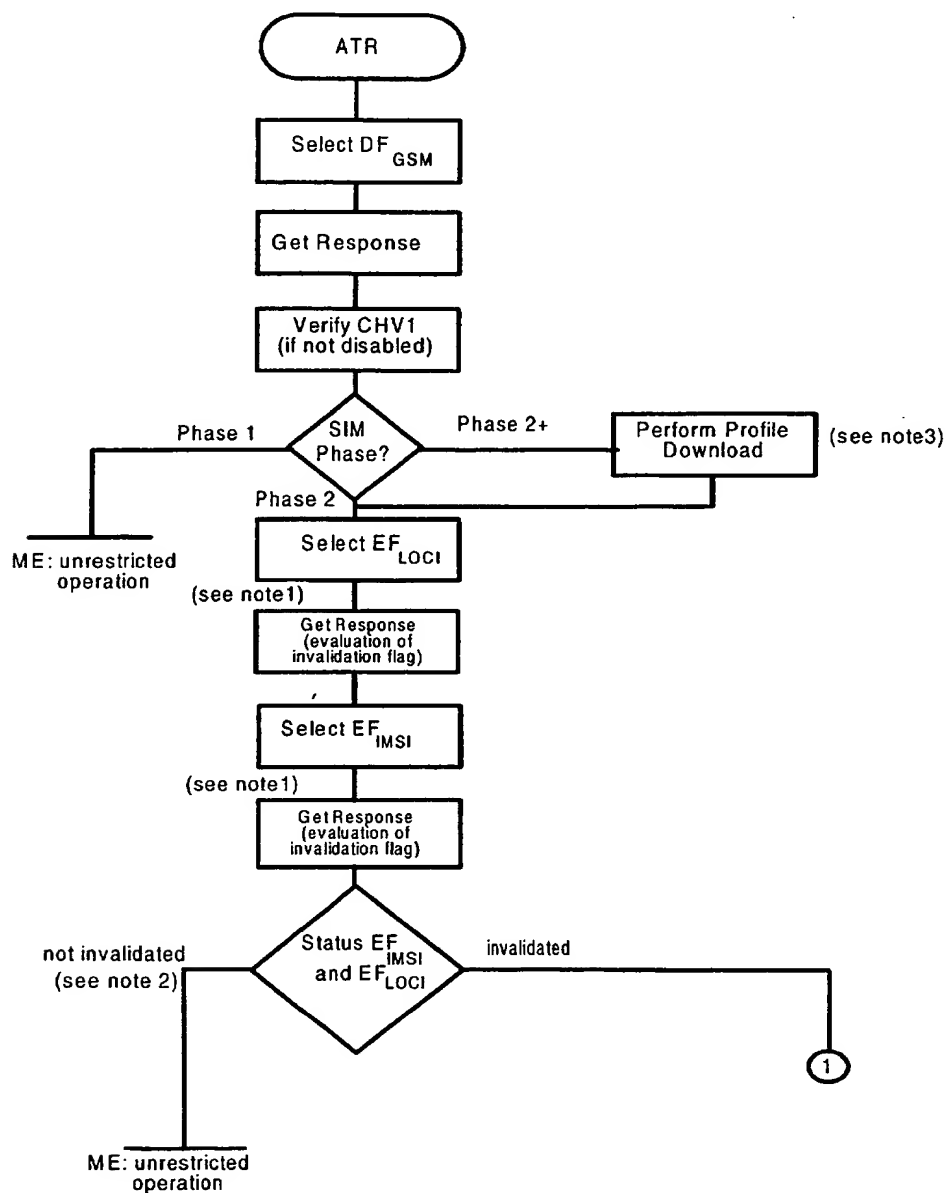 ATR
Select DF GSM
Get Response
Verify CHV1
(if not disabled)
SIM
Phase?
Phase 1
Phase 2+
Perform Profile
Download
(see note3)
Phase 2
ME: unrestricted
operation
Select EF LOCI
(see note1)
Get Response
(evaluation of
invalidation flag)
Select EF IMSI
(see note1)
Get Response
(evaluation of
invalidation flag)
Status EF IMSI
and EF LOCI
not invalidated
(see note 2)
invalidated
1
ME: unrestricted
operation